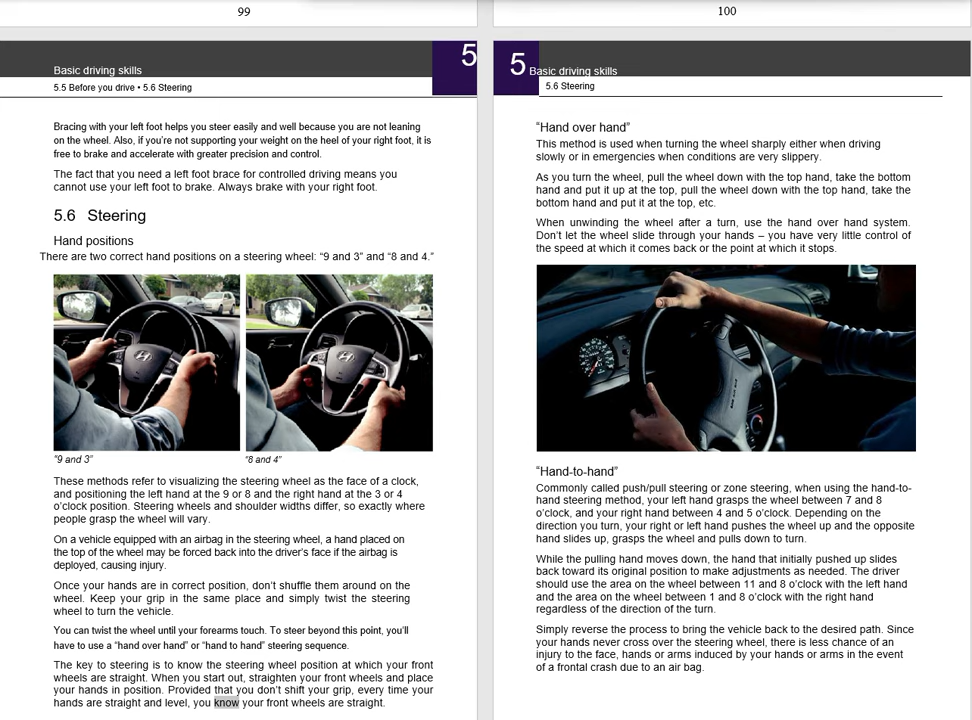 99
100
Basic driving skills
5
5.5 Before you drive • 5.6 Steering
Bracing with your left foot helps you steer easily and well because you are not leaning
on the wheel. Also, if you're not supporting your weight on the heel of your right foot, it is
free to brake and accelerate with greater precision and control.
The fact that you need a left foot brace for controlled driving means you
cannot use your left foot to brake. Always brake with your right foot.
5.6 Steering
Hand positions
There are two correct hand positions on a steering wheel: “9 and 3” and “8 and 4.”
“9 and 3”
“8 and 4”
These methods refer to visualizing the steering wheel as the face of a clock,
and positioning the left hand at the 9 or 8 and the right hand at the 3 or 4
o'clock position. Steering wheels and shoulder widths differ, so exactly where
people grasp the wheel will vary.
On a vehicle equipped with an airbag in the steering wheel, a hand placed on
the top of the wheel may be forced back into the driver's face if the airbag is
deployed, causing injury.
Once your hands are in correct position, don't shuffle them around on the
wheel. Keep your grip in the same place and simply twist the steering
wheel to turn the vehicle.
You can twist the wheel until your forearms touch. To steer beyond this point, you'll
have to use a “hand over hand” or “hand to hand” steering sequence.
The key to steering is to know the steering wheel position at which your front
wheels are straight. When you start out, straighten your front wheels and place
your hands in position. Provided that you don't shift your grip, every time your
hands are straight and level, you know your front wheels are straight.
5 Basic driving skills
5.6 Steering
“Hand over hand”
This method is used when turning the wheel sharply either when driving
slowly or in emergencies when conditions are very slippery.
As you turn the wheel, pull the wheel down with the top hand, take the bottom
hand and put it up at the top, pull the wheel down with the top hand, take the
bottom hand and put it at the top, etc.
When unwinding the wheel after a turn, use the hand over hand system.
Don't let the wheel slide through your hands – you have very little control of
the speed at which it comes back or the point at which it stops.
“Hand-to-hand”
Commonly called push/pull steering or zone steering, when using the hand-to-
hand steering method, your left hand grasps the wheel between 7 and 8
o'clock, and your right hand between 4 and 5 o'clock. Depending on the
direction you turn, your right or left hand pushes the wheel up and the opposite
hand slides up, grasps the wheel and pulls down to turn.
While the pulling hand moves down, the hand that initially pushed up slides
back toward its original position to make adjustments as needed. The driver
should use the area on the wheel between 11 and 8 o'clock with the left hand
and the area on the wheel between 1 and 8 o'clock with the right hand
regardless of the direction of the turn.
Simply reverse the process to bring the vehicle back to the desired path. Since
your hands never cross over the steering wheel, there is less chance of an
injury to the face, hands or arms induced by your hands or arms in the event
of a frontal crash due to an air bag.